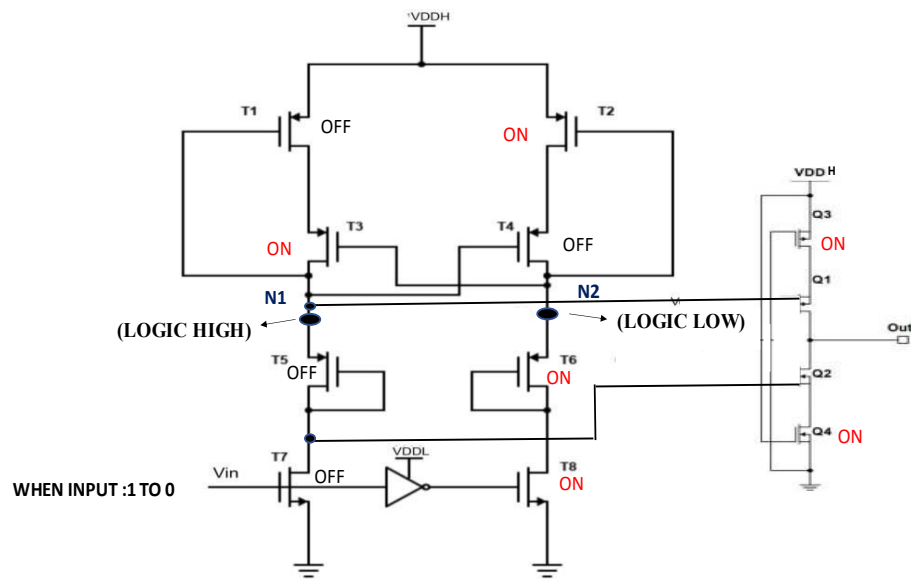 VDDH
T1
OFF
ON
T2
VDD H
Q3
ON
T3
ON
T4
OFF
Q1
N1
N2
(LOGIC HIGH)
(LOGIC LOW)
Out
T5
OFF
T6
ON
Q2
Q4
ON
VDDL
T7
OFF
T8
ON
Vin
WHEN INPUT :1 TO 0